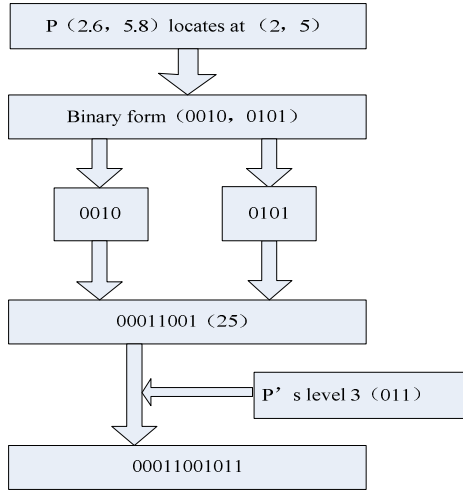 P（2.6，5.8）locates at（2，5）
Binary form（0010，0101）
0010
0101
00011001（25）
P’s level 3（011）
00011001011